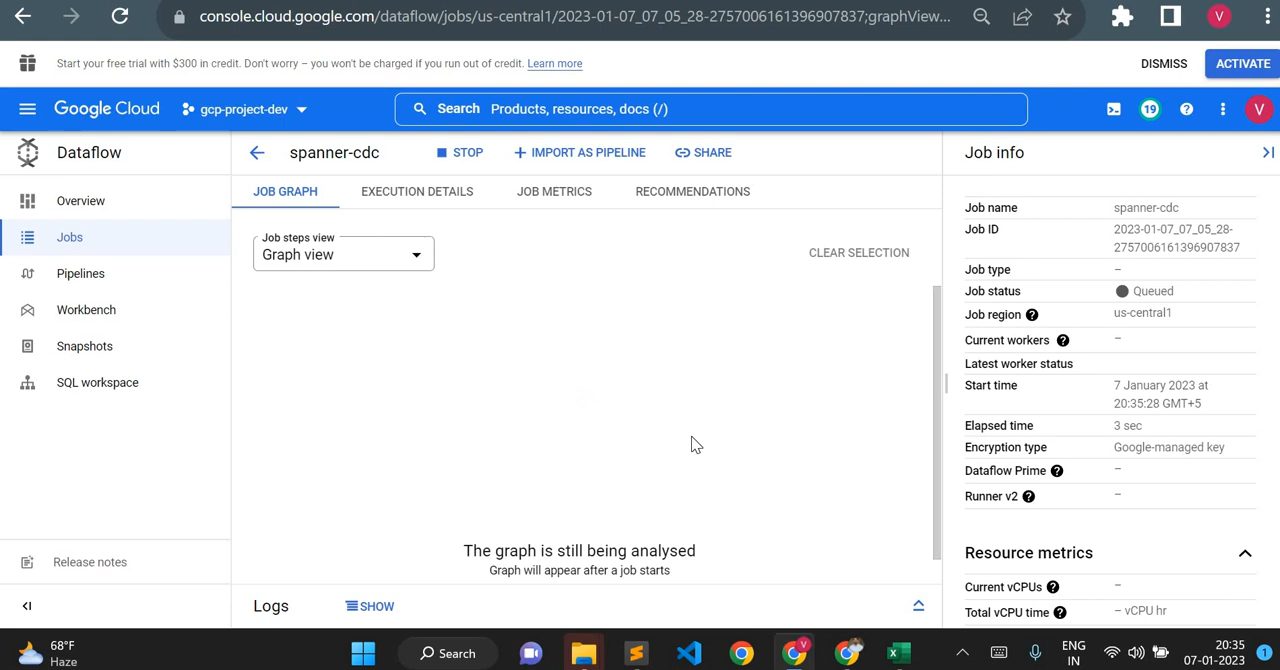 console.cloud.google.com/dataflow/jobs/us-central1/2023-01-07_07_05_28-2757006161396907837;graphView...
V
Start your free trial with $300 in credit. Don't worry – you won't be charged if you run out of credit. Learn more
DISMISS
ACTIVATE
Google Cloud
gcp-project-dev
Search Products, resources, docs (/)
19
V
Dataflow
spanner-cdc
STOP
IMPORT AS PIPELINE
SHARE
Job info
Overview
Jobs
Pipelines
Workbench
Snapshots
SQL workspace
Release notes
JOB GRAPH
EXECUTION DETAILS
JOB METRICS
RECOMMENDATIONS
Job steps view
Graph view
CLEAR SELECTION
The graph is still being analysed
Graph will appear after a job starts
Logs
SHOW
Job name spanner-cdc
Job ID 2023-01-07_07_05_28-
2757006161396907837
Job type –
Job status Queued
Job region us-central1
Current workers –
Latest worker status
Start time 7 January 2023 at
20:35:28 GMT+5
Elapsed time 3 sec
Encryption type Google-managed key
Dataflow Prime –
Runner v2 –
Resource metrics
Current vCPUs –
Total vCPU time – vCPU hr
68°F
Haze
Search
ENG
IN
20:35
07-01-2023
1